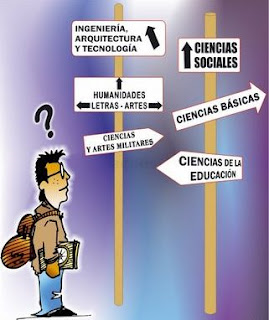 INGENIERÍA,
ARQUITECTURA
Y TECNOLOGÍA
CIENCIAS
SOCIALES
HUMANIDADES
LETRAS - ARTES
CIENCIAS BÁSICAS
CIENCIAS
Y ARTES MILITARES
CIENCIAS DE LA
EDUCACIÓN
?